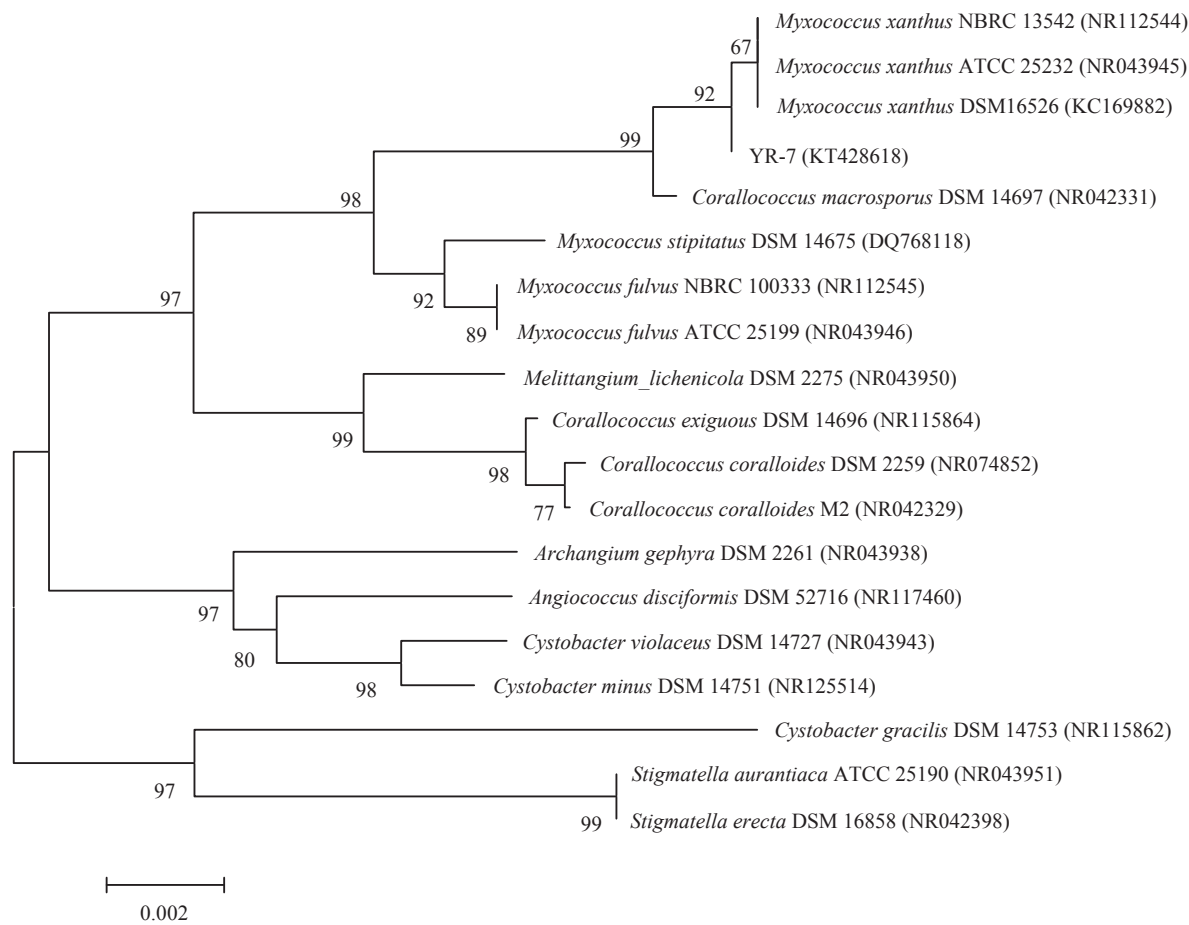 Myxococcus xanthus NBRC 13542 (NR112544)
67
Myxococcus xanthus ATCC 25232 (NR043945)
92
Myxococcus xanthus DSM16526 (KC169882)
99
YR-7 (KT428618)
98
Corallococcus macrosporus DSM 14697 (NR042331)
Myxococcus stipitatus DSM 14675 (DQ768118)
97
92
Myxococcus fulvus NBRC 100333 (NR112545)
89
Myxococcus fulvus ATCC 25199 (NR043946)
Melittangium_lichenicola DSM 2275 (NR043950)
Corallococcus exiguous DSM 14696 (NR115864)
99
Corallococcus coralloides DSM 2259 (NR074852)
98
77
Corallococcus coralloides M2 (NR042329)
Archangium gephyra DSM 2261 (NR043938)
97
Angiococcus disciformis DSM 52716 (NR117460)
Cystobacter violaceus DSM 14727 (NR043943)
80
98
Cystobacter minus DSM 14751 (NR125514)
Cystobacter gracilis DSM 14753 (NR115862)
Stigmatella aurantiaca ATCC 25190 (NR043951)
97
99
Stigmatella erecta DSM 16858 (NR042398)
0.002